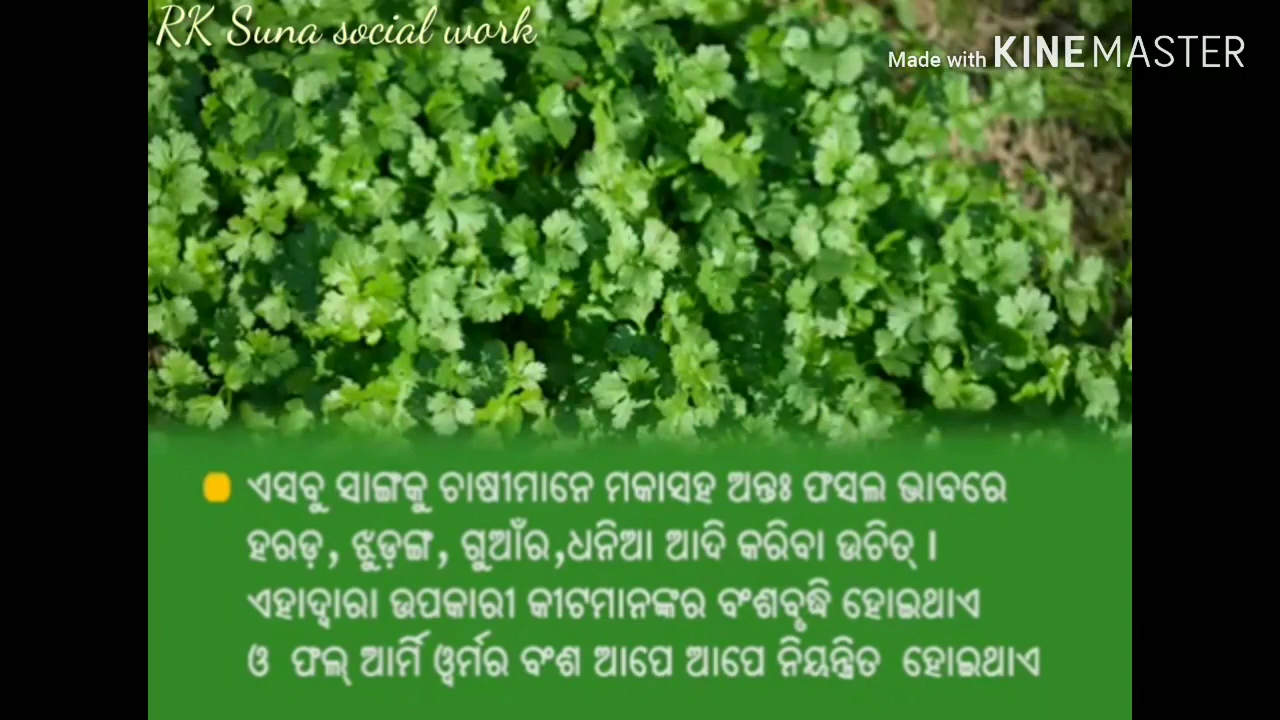 RK Suna social work
Made with KINEMASTER
ଏସବୁ ସାଙ୍ଗକୁ ଚାଷୀମାନେ ମକାସହ ଅନ୍ତଃ ଫସଲ ଭାବରେ
ହରଡ଼, ଝୁଡ଼ଙ୍ଗ, ଗୁଆଁର,ଧନିଆ ଆଦି କରିବା ଉଚିତ୍ ।
ଏହାଦ୍ଵାରା ଉପକାରୀ କୀଟମାନଙ୍କର ବଂଶବୃଦ୍ଧି ହୋଇଥାଏ
ଓ ଫଲ୍ ଆର୍ମି ଓ୍ଵର୍ମର ବଂଶ ଆପେ ଆପେ ନିୟନ୍ତ୍ରିତ ହୋଇଥାଏ